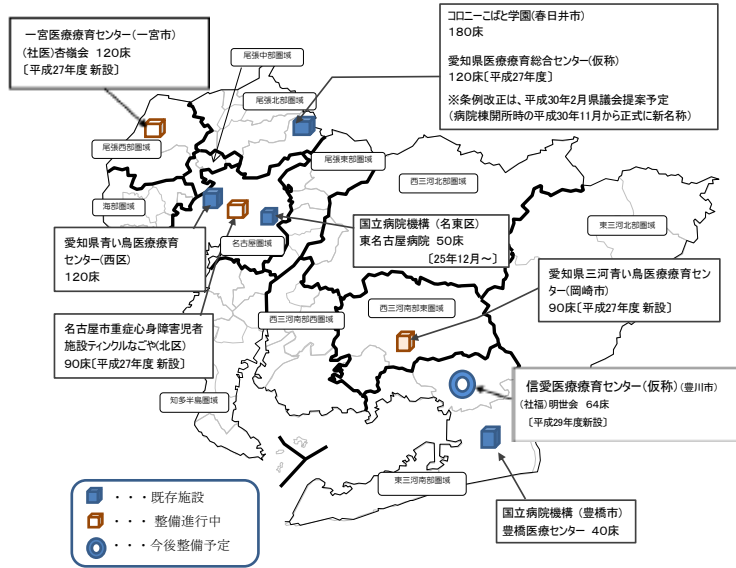 一宮医療療育センター(一宮市)
(社医)杏嶺会 120床
〔平成27年度 新設〕
コロニーこばと学園(春日井市)
180床
愛知県医療療育総合センター(仮称)
120床〔平成27年度〕
※条例改正は、平成30年2月県議会提案予定
(病院棟開所時の平成30年11月から正式に新名称)
尾張中部圏域
尾張北部圏域
尾張西部圏域
尾張東部圏域
西三河北部圏域
海部圏域
東三河北部圏域
名古屋圏域
愛知県青い鳥医療療育
センター(西区)
120床
国立病院機構(名東区)
東名古屋病院 50床
〔25年12月～〕
愛知県三河青い鳥医療療育セン
ター(岡崎市)
90床〔平成27年度 新設〕
西三河南部東圏域
西三河南部西圏域
名古屋市重症心身障害児者
施設ティンクルなごや(北区)
90床〔平成27年度 新設〕
知多半島圏域
信愛医療療育センター(仮称)(豊川市)
(社福)明世会 64床
〔平成29年度新設〕
東三河南部圏域
国立病院機構 (豊橋市)
豊橋医療センター 40床
・・・既存施設
・・・ 整備進行中
・・・今後整備予定